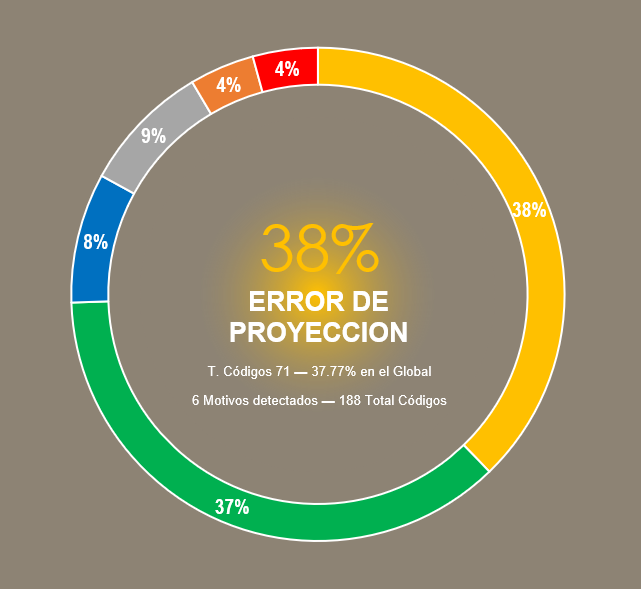 4%
4%
9%
38%
8%
38%
ERROR DE
PROYECCION
T. Códigos 71 — 37.77% en el Global
6 Motivos detectados — 188 Total Códigos
37%